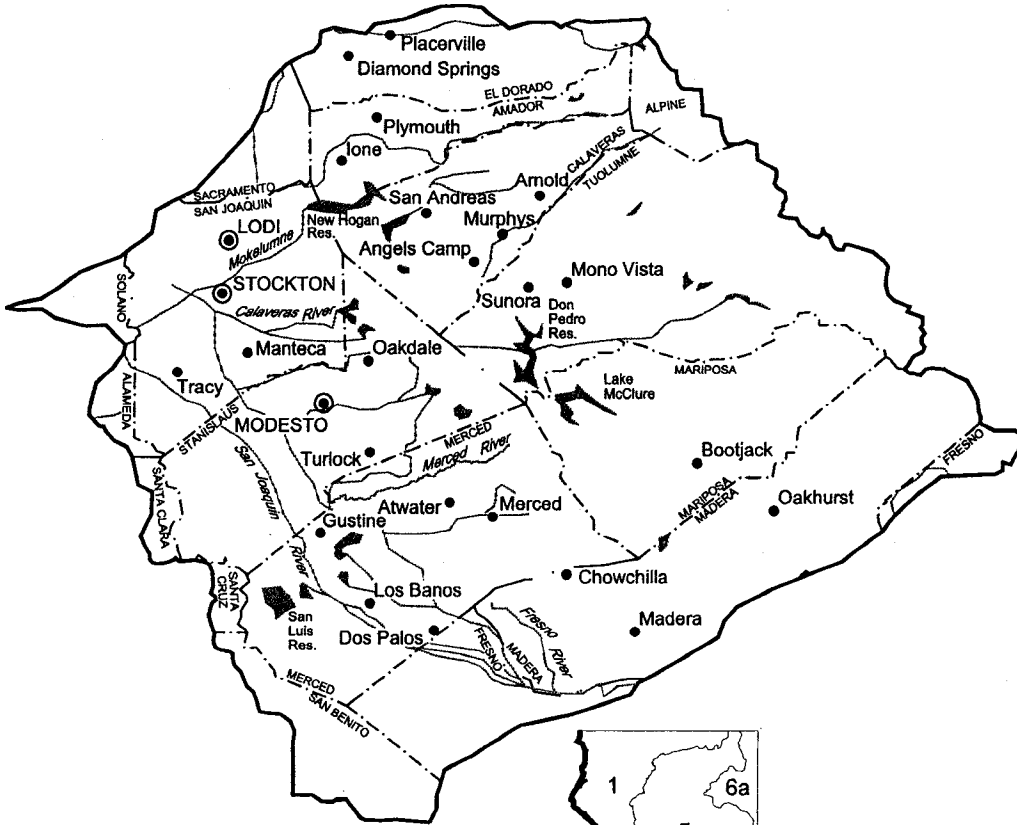 Placerville
Diamond Springs
EL DORADO
AMADOR
ALPINE
Plymouth
Ione
CALAVERAS
TUOLUMNE
Arnold
SACRAMENTO
SAN JOAQUIN
San Andreas
New Hogan
Res.
LODI
Murphys
Mokelumne
Angels Camp
Mono Vista
SOLANO
STOCKTON
Sunora
Don
Pedro
Res.
Calaveras River
Manteca
Oakdale
MARIPOSA
Tracy
Lake
McClure
ALAMEDA
STANISLAUS
MODESTO
MERCED
Merced River
Turlock
San Joaquin
River
Bootjack
FRESNO
SANTA CLARA
MARIPOSA
MADERA
Oakhurst
Atwater
Merced
Gustine
SANTA
CRUZ
Chowchilla
Los Banos
San
Luis
Res.
Fresno
River
Madera
Dos Palos
FRESNO
MADERA
MERCED
SAN BENITO
1
6a